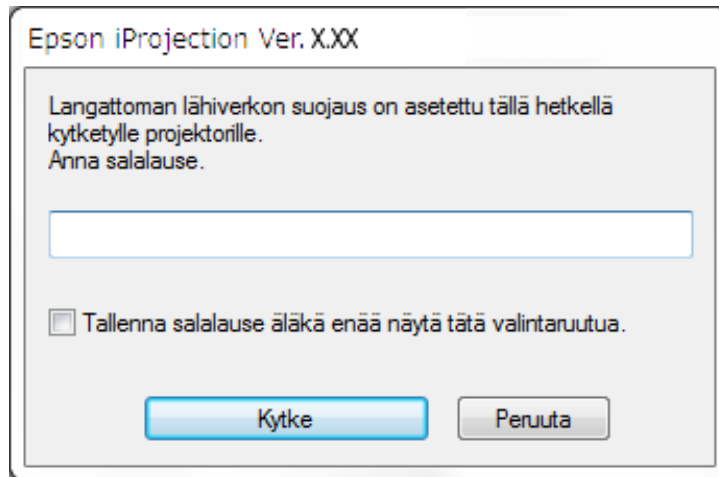 Epson iProjection Ver. X.XX
Langattoman lähiverkon suojaus on asetettu tällä hetkellä
kytketylle projektorille.
Anna salalause.
Tallenna salalause äläkä enää näytä tätä valintaruutua.
Kytke
Peruuta